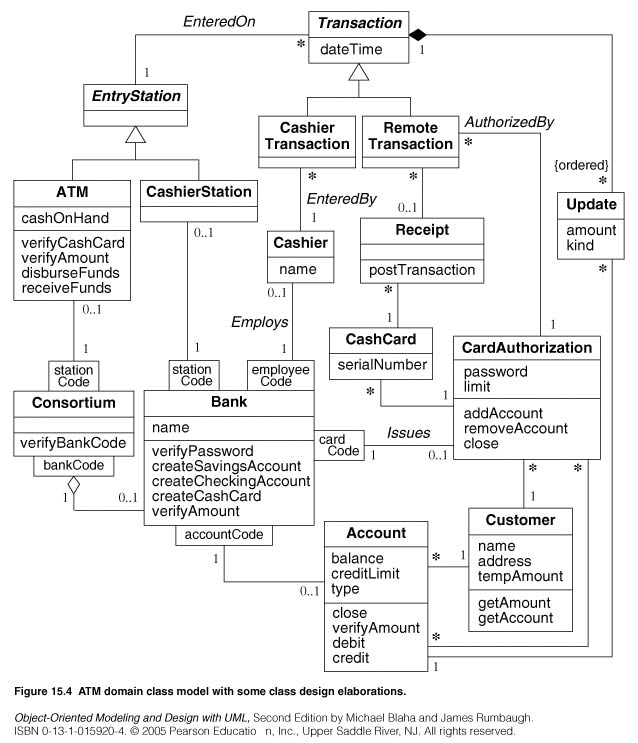 EnteredOn
Transaction
dateTime
*
1
1
EntryStation
Cashier
Transaction
Remote
Transaction
AuthorizedBy
*
*
*
{ordered}
*
ATM
cashOnHand
verifyCashCard
verifyAmount
disburseFunds
receiveFunds
CashierStation
0..1
EnteredBy
1
0..1
Update
amount
kind
*
Cashier
name
Receipt
postTransaction
0..1
0..1
*
Employs
1
1
1
1
1
CashCard
serialNumber
*
1
CardAuthorization
password
limit
addAccount
removeAccount
close
station
Code
station
Code
employee
Code
Consortium
verifyBankCode
bankCode
Bank
name
verifyPassword
createSavingsAccount
createCheckingAccount
createCashCard
verifyAmount
accountCode
card
Code
Issues
1
0..1
*
*
1
0..1
1
1
0..1
Account
balance
creditLimit
type
close
verifyAmount
debit
credit
*
1
*
1
Customer
name
address
tempAmount
getAmount
getAccount
Figure 15.4 ATM domain class model with some class design elaborations.
Object-Oriented Modeling and Design with UML, Second Edition by Michael Blaha and James Rumbaugh.
ISBN 0-13-1-015920-4. © 2005 Pearson Educatio n, Inc., Upper Saddle River, NJ. All rights reserved.